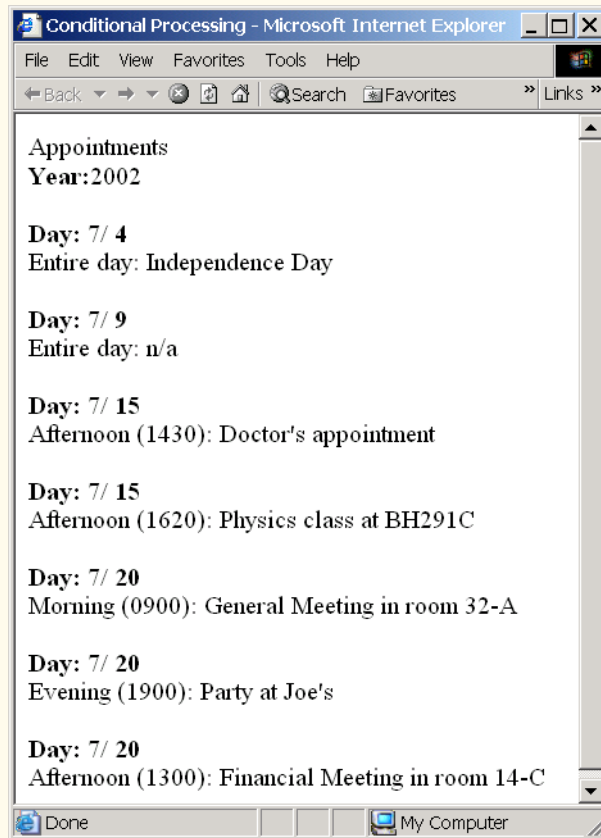 Conditional Processing - Microsoft Internet Explorer
File Edit View Favorites Tools Help
Back Search Favorites » Links »
Appointments
Year:2002
Day: 7/ 4
Entire day: Independence Day
Day: 7/ 9
Entire day: n/a
Day: 7/ 15
Afternoon (1430): Doctor's appointment
Day: 7/ 15
Afternoon (1620): Physics class at BH291C
Day: 7/ 20
Morning (0900): General Meeting in room 32-A
Day: 7/ 20
Evening (1900): Party at Joe's
Day: 7/ 20
Afternoon (1300): Financial Meeting in room 14-C
Done My Computer